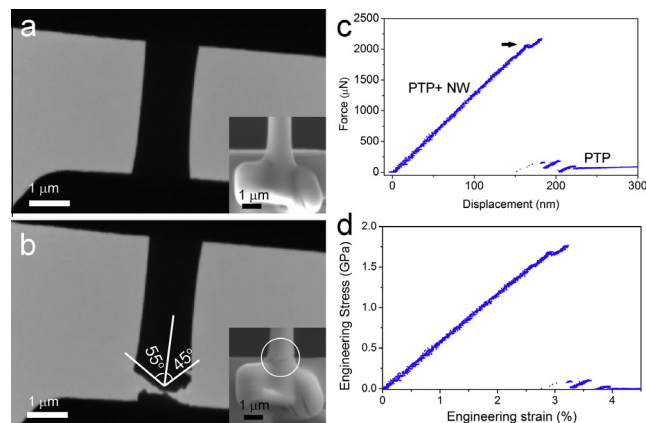 a
1 μm
1 μm
b
55°
45°
1 μm
1 μm
c
2500
2000
1500
1000
500
0
Force (μN)
PTP+ NW
PTP
0
100
200
300
Displacement (nm)
d
2.0
1.5
1.0
0.5
0.0
Engineering Stress (GPa)
0
1
2
3
4
Engineering strain (%)